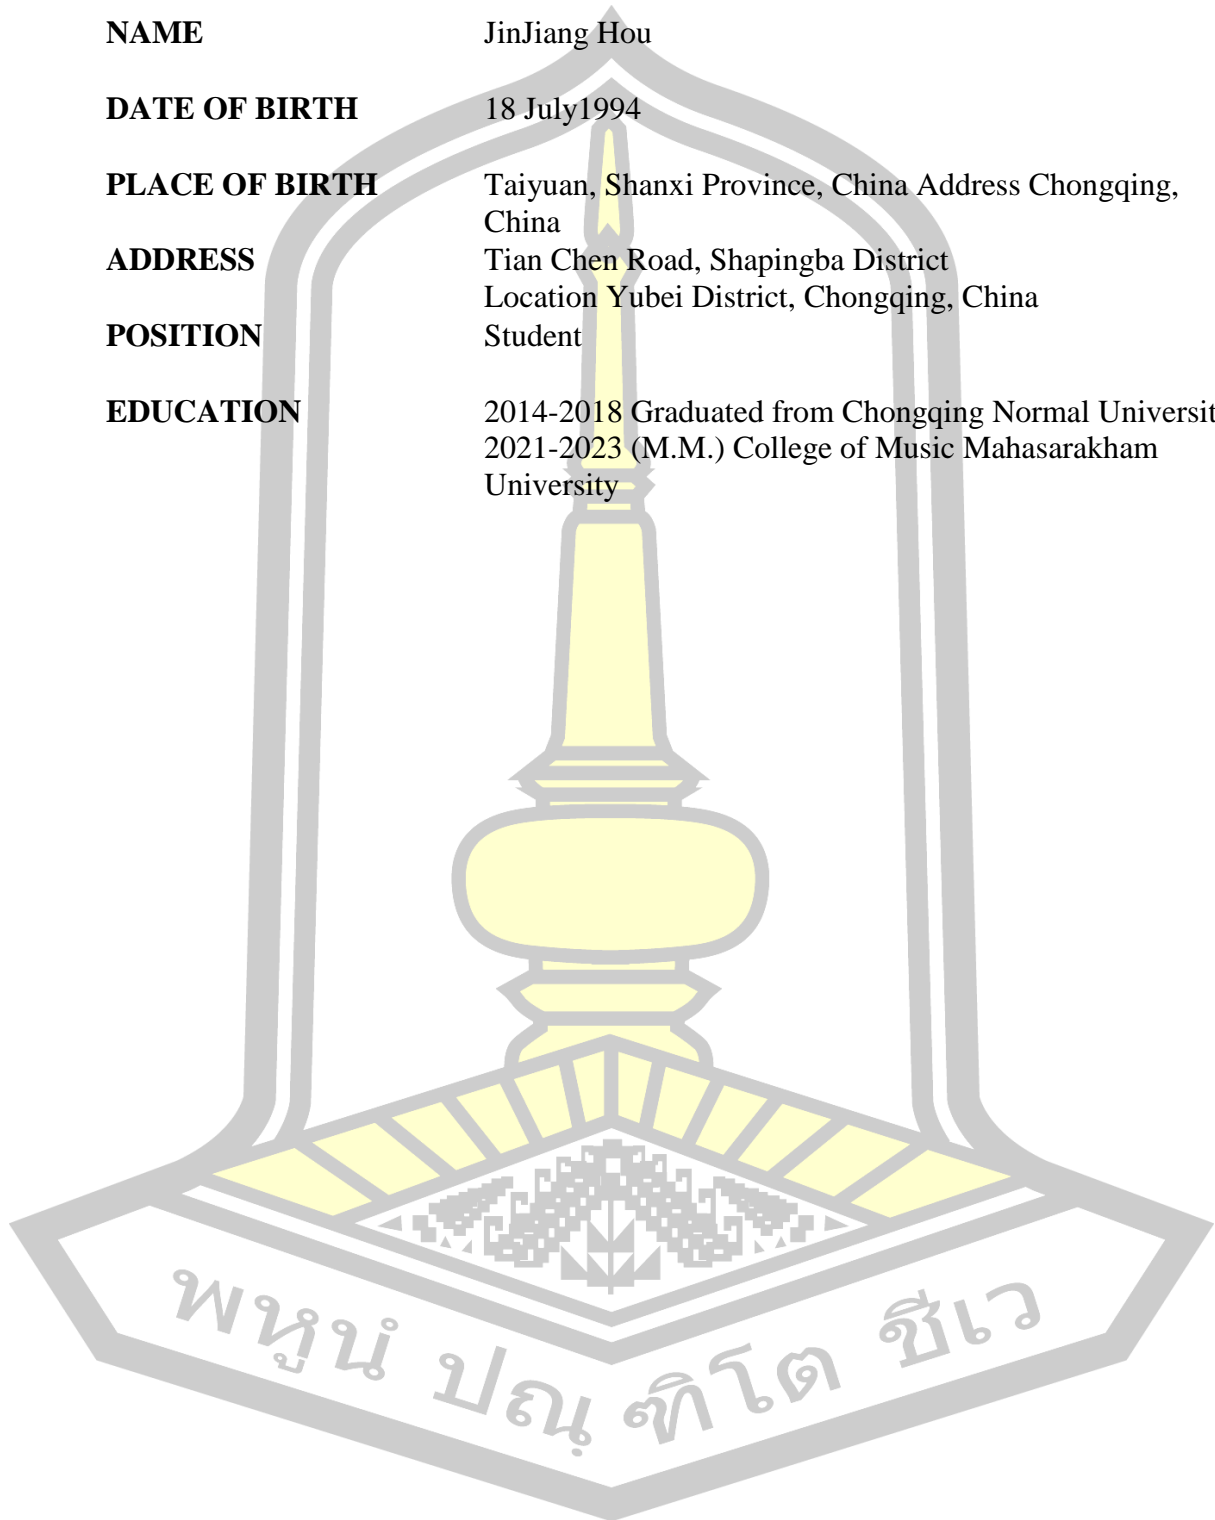 NAME JinJiang Hou
DATE OF BIRTH 18 July1994
PLACE OF BIRTH Taiyuan, Shanxi Province, China Address Chongqing,
China
ADDRESS Tian Chen Road, Shapingba District
Location Yubei District, Chongqing, China
POSITION Student
EDUCATION 2014-2018 Graduated from Chongqing Normal Universit
2021-2023 (M.M.) College of Music Mahasarakham
University
พหูนํ ปณฺฑิโต ชีเว